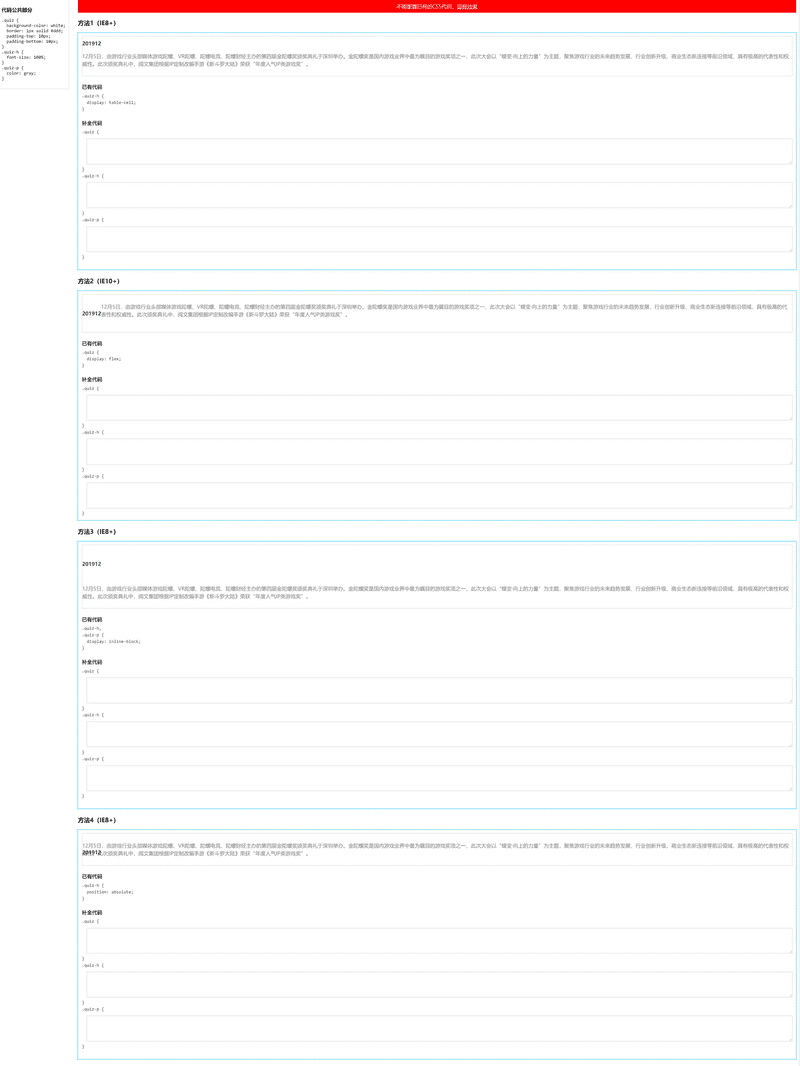 代码公共部分
.quiz {
background-color: white;
border: 1px solid #ddd;
padding-top: 10px;
padding-bottom: 10px;
}
.quiz-h {
font-size: 100%;
}
.quiz-p {
color: gray;
}
不能覆盖已有的CSS代码，
方法1（IE8+）
201912
12月5日，由游戏行业头部媒体游戏陀螺、VR陀螺、陀螺电竞、陀螺财经主办的第四届金陀螺奖颁奖典礼于深圳举办。金陀螺奖是国内游戏业界中最为瞩目的游戏奖项之一，此次大会以“蝶变·向上的力量”为主题，聚焦游戏行业的未来趋势发展、行业创新升级、商业生态新连接等前沿领域，具有极高的代表性和权
威性。此次颁奖典礼中，阅文集团根据IP定制改编手游《新斗罗大陆》荣获“年度人气IP类游戏奖”。
已有代码
.quiz-h {
display: table-cell;
}
补全代码
.quiz {
}
.quiz-h {
}
.quiz-p {
}
方法2（IE10+）
12月5日，由游戏行业头部媒体游戏陀螺、VR陀螺、陀螺电竞、陀螺财经主办的第四届金陀螺奖颁奖典礼于深圳举办。金陀螺奖是国内游戏业界中最为瞩目的游戏奖项之一，此次大会以“蝶变·向上的力量”为主题，聚焦游戏行业的未来趋势发展、行业创新升级、商业生态新连接等前沿领域，具有极高的代
201912 表性和权威性。此次颁奖典礼中，阅文集团根据IP定制改编手游《新斗罗大陆》荣获“年度人气IP类游戏奖”。
已有代码
.quiz {
display: flex;
}
补全代码
.quiz {
}
.quiz-h {
}
.quiz-p {
}
方法3（IE8+）
201912
12月5日，由游戏行业头部媒体游戏陀螺、VR陀螺、陀螺电竞、陀螺财经主办的第四届金陀螺奖颁奖典礼于深圳举办。金陀螺奖是国内游戏业界中最为瞩目的游戏奖项之一，此次大会以“蝶变·向上的力量”为主题，聚焦游戏行业的未来趋势发展、行业创新升级、商业生态新连接等前沿领域，具有极高的代表性和权
威性。此次颁奖典礼中，阅文集团根据IP定制改编手游《新斗罗大陆》荣获“年度人气IP类游戏奖”。
已有代码
.quiz-h,
.quiz-p {
display: inline-block;
}
补全代码
.quiz {
}
.quiz-h {
}
.quiz-p {
}
方法4（IE8+）
12月5日，由游戏行业头部媒体游戏陀螺、VR陀螺、陀螺电竞、陀螺财经主办的第四届金陀螺奖颁奖典礼于深圳举办。金陀螺奖是国内游戏业界中最为瞩目的游戏奖项之一，此次大会以“蝶变·向上的力量”为主题，聚焦游戏行业的未来趋势发展、行业创新升级、商业生态新连接等前沿领域，具有极高的代表性和权
201912 次颁奖典礼中，阅文集团根据IP定制改编手游《新斗罗大陆》荣获“年度人气IP类游戏奖”。
已有代码
.quiz-h {
position: absolute;
}
补全代码
.quiz {
}
.quiz-h {
}
.quiz-p {
}